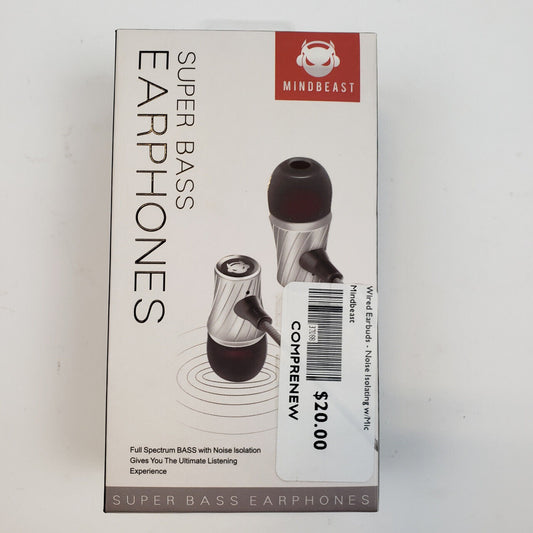 MINDBEAST
SUPER BASS
EARPHONES
Wired Earbuds - Noise Isolating w/Mic
Mindbeast
$20.00
COMPRENEW
Full Spectrum BASS with Noise Isolation
Gives You The Ultimate Listening
Experience
SUPER BASS EARPHONES